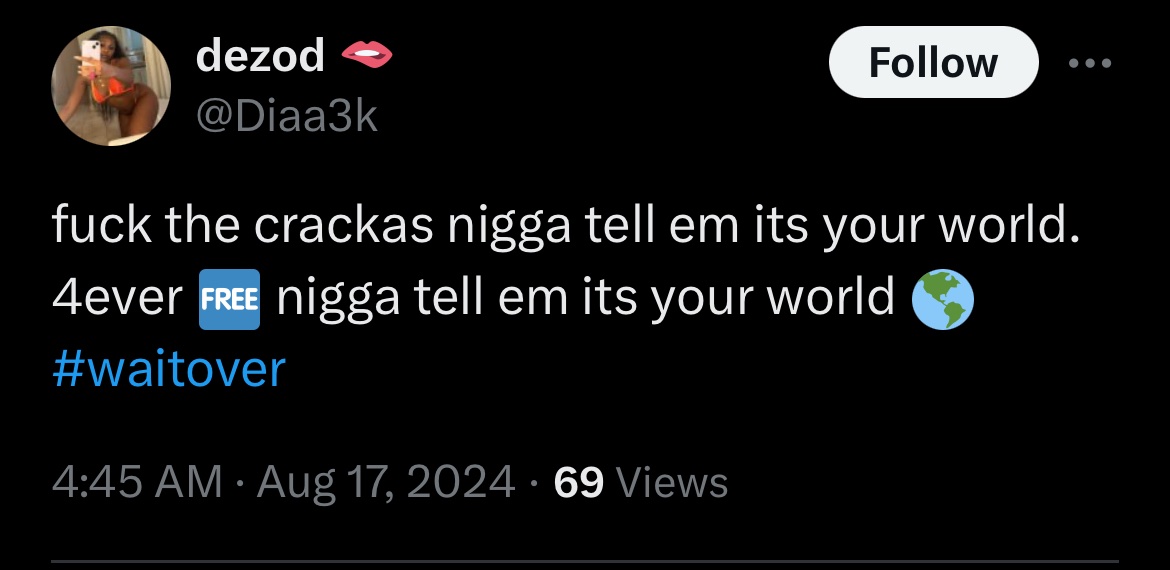 dezod 🫦
@Diaa3k
Follow
fuck the crackas nigga tell em its your world.
4ever 🆓 nigga tell em its your world 🌎
#waitover
4:45 AM · Aug 17, 2024 · 69 Views